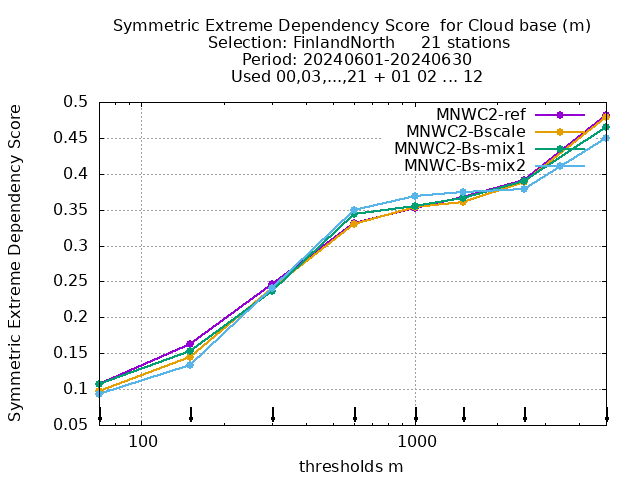 Symmetric Extreme Dependency Score for Cloud base (m)
Selection: FinlandNorth 21 stations
Period: 20240601-20240630
Used 00,03,...,21 + 01 02 ... 12
Symmetric Extreme Dependency Score
0.5
0.45
0.4
0.35
0.3
0.25
0.2
0.15
0.1
0.05
MNWC2-ref
MNWC2-Bscale
MNWC2-Bs-mix1
MNWC-Bs-mix2
100
1000
thresholds m